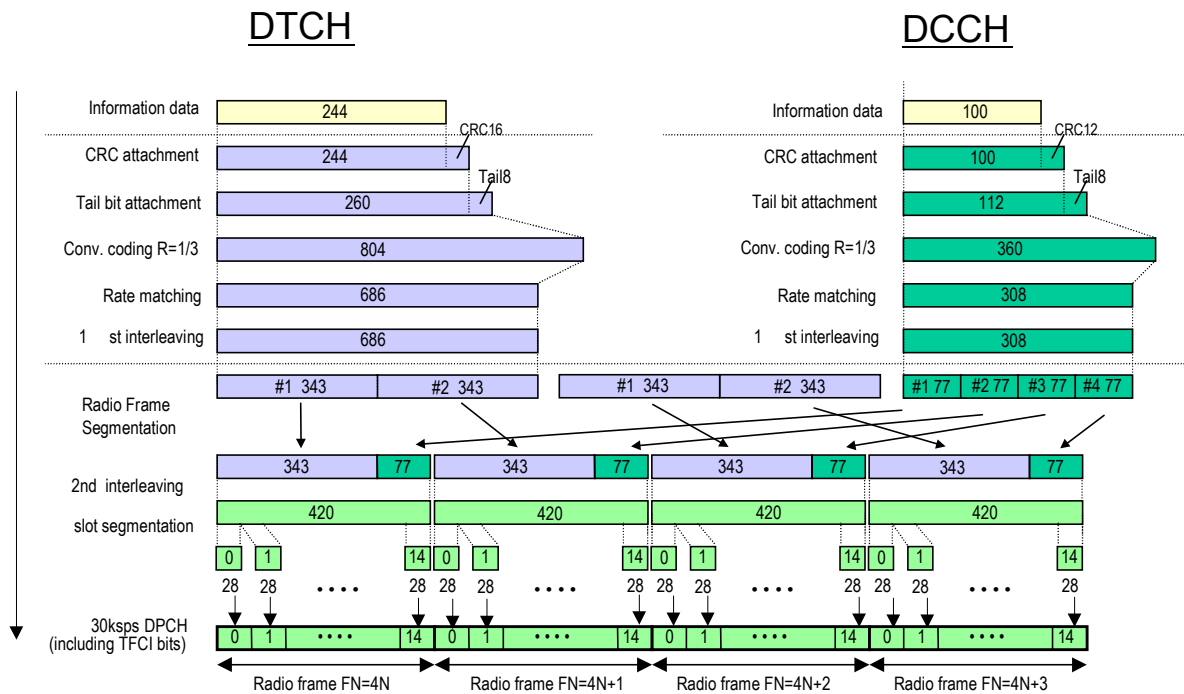 DTCH DCCH
Information data 244 Information data 100
CRC16 CRC12
CRC attachment 244 CRC attachment 100
Tail8 Tail8
Tail bit attachment 260 Tail bit attachment 112
Conv. coding R=1/3 804 Conv. coding R=1/3 360
Rate matching 686 Rate matching 308
1 st interleaving 686 1 st interleaving 308
#1 343 #2 343 #1 343 #2 343 #1 77 #2 77 #3 77 #4 77
Radio Frame
Segmentation
343 77 343 77 343 77 343 77
2nd interleaving
slot segmentation 420 420 420 420
0 1 14 0 1 14 0 1 14 0 1 14
28 28 •••• 28 28 28 •••• 28 28 28 •••• 28 28 28 •••• 28
30ksps DPCH
(including TFCI bits) 0 1 •••• 14 0 1 •••• 14 0 1 •••• 14 0 1 •••• 14
Radio frame FN=4N Radio frame FN=4N+1 Radio frame FN=4N+2 Radio frame FN=4N+3